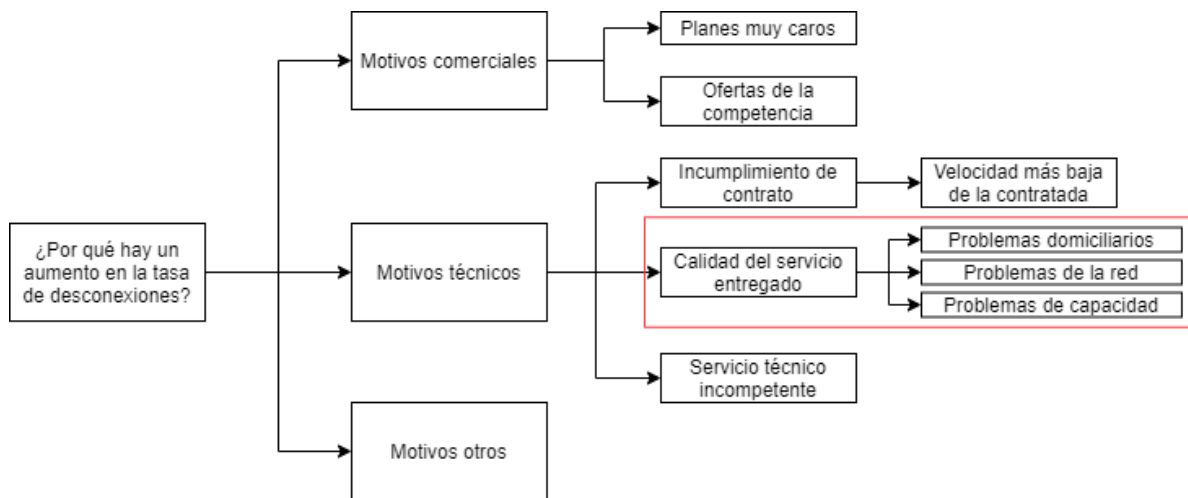 ¿Por qué hay un
aumento en la tasa
de desconexiones?
Motivos comerciales
Planes muy caros
Ofertas de la
competencia
Motivos técnicos
Incumplimiento de
contrato
Velocidad más baja
de la contratada
Calidad del servicio
entregado
Problemas domiciliarios
Problemas de la red
Problemas de capacidad
Servicio técnico
incompetente
Motivos otros